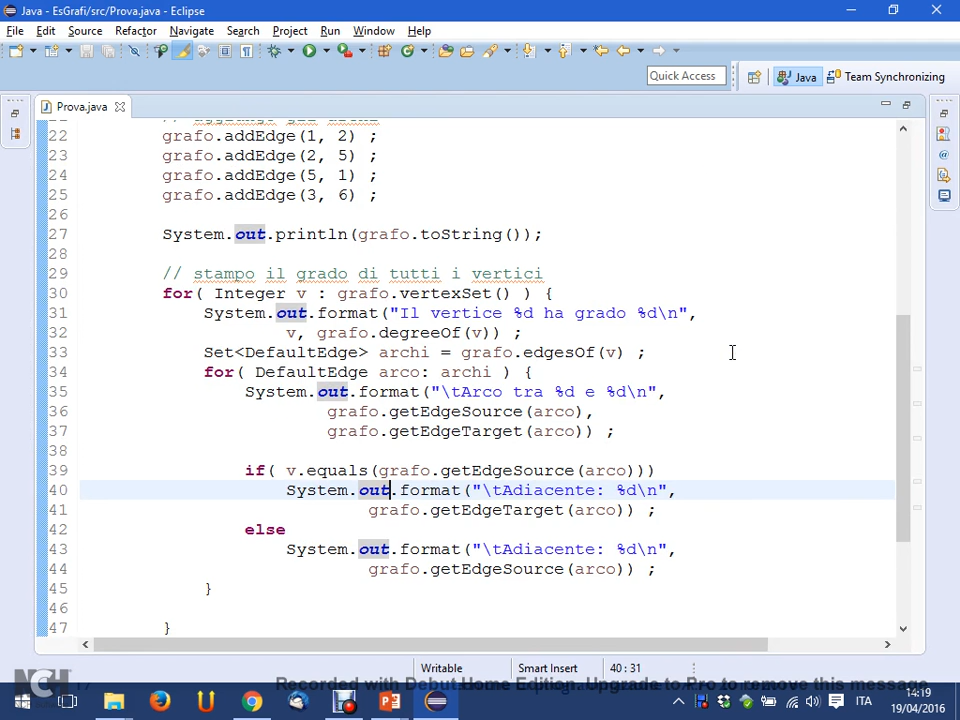 Java - EsGrafi/src/Prova.java - Eclipse
File Edit Source Refactor Navigate Search Project Run Window Help
Quick Access
Java
Team Synchronizing
Prova.java
22 grafo.addEdge(1, 2) ;
23 grafo.addEdge(2, 5) ;
24 grafo.addEdge(5, 1) ;
25 grafo.addEdge(3, 6) ;
26
27 System.out.println(grafo.toString());
28
29 // stampo il grado di tutti i vertici
30 for( Integer v : grafo.vertexSet() ) {
31 System.out.format("Il vertice %d ha grado %d\n",
32 v, grafo.degreeOf(v)) ;
33 Set<DefaultEdge> archi = grafo.edgesOf(v) ;
34 for( DefaultEdge arco: archi ) {
35 System.out.format("\tArco tra %d e %d\n",
36 grafo.getEdgeSource(arco),
37 grafo.getEdgeTarget(arco)) ;
38
39 if( v.equals(grafo.getEdgeSource(arco)))
40 System.out.format("\tAdiacente: %d\n",
41 grafo.getEdgeTarget(arco)) ;
42 else
43 System.out.format("\tAdiacente: %d\n",
44 grafo.getEdgeSource(arco)) ;
45 }
46
47 }
Writable
Smart Insert
40 : 31
NCH
Recorded with Debut Home Edition. Upgrade to Pro to remove this message
ITA
14:19
19/04/2016